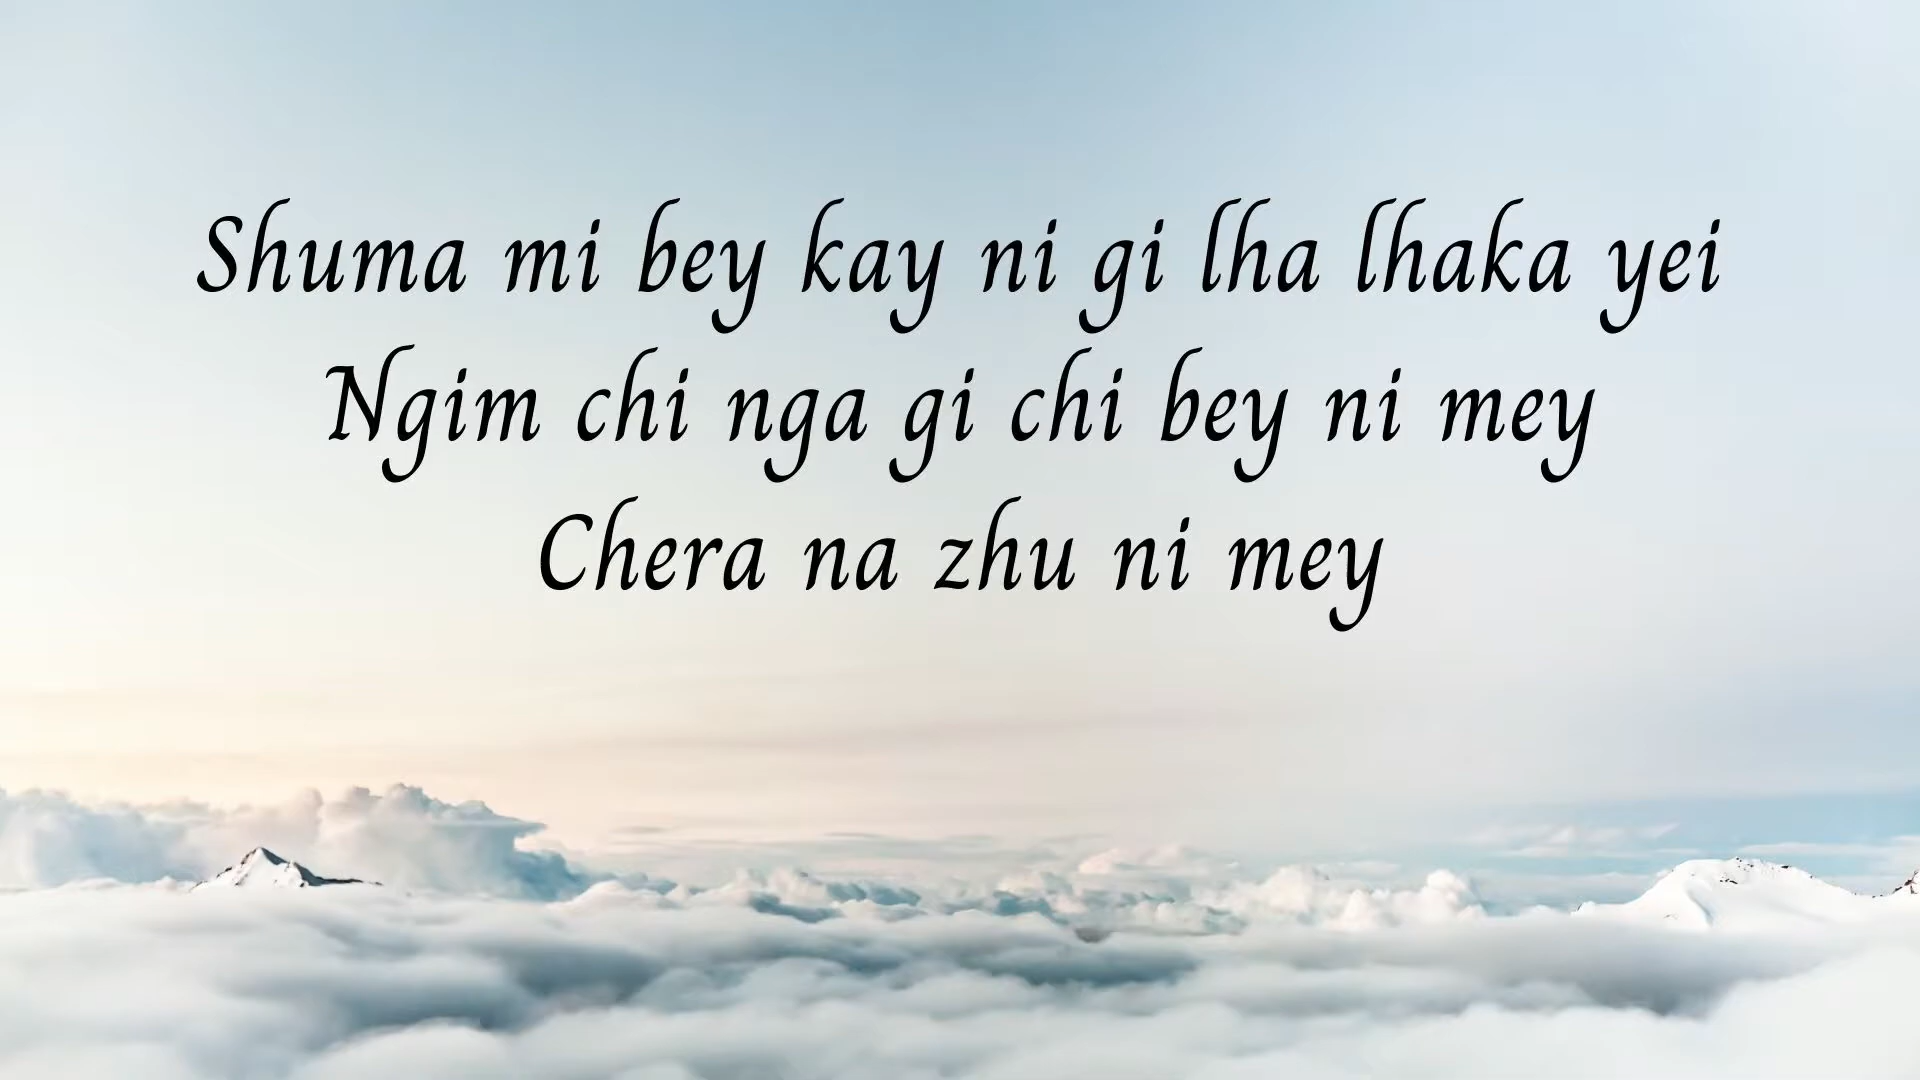 Shuma mi bey kay ni gi lha lhaka yei
Ngim chi nga gi chi bey ni mey
Chera na zhu ni mey